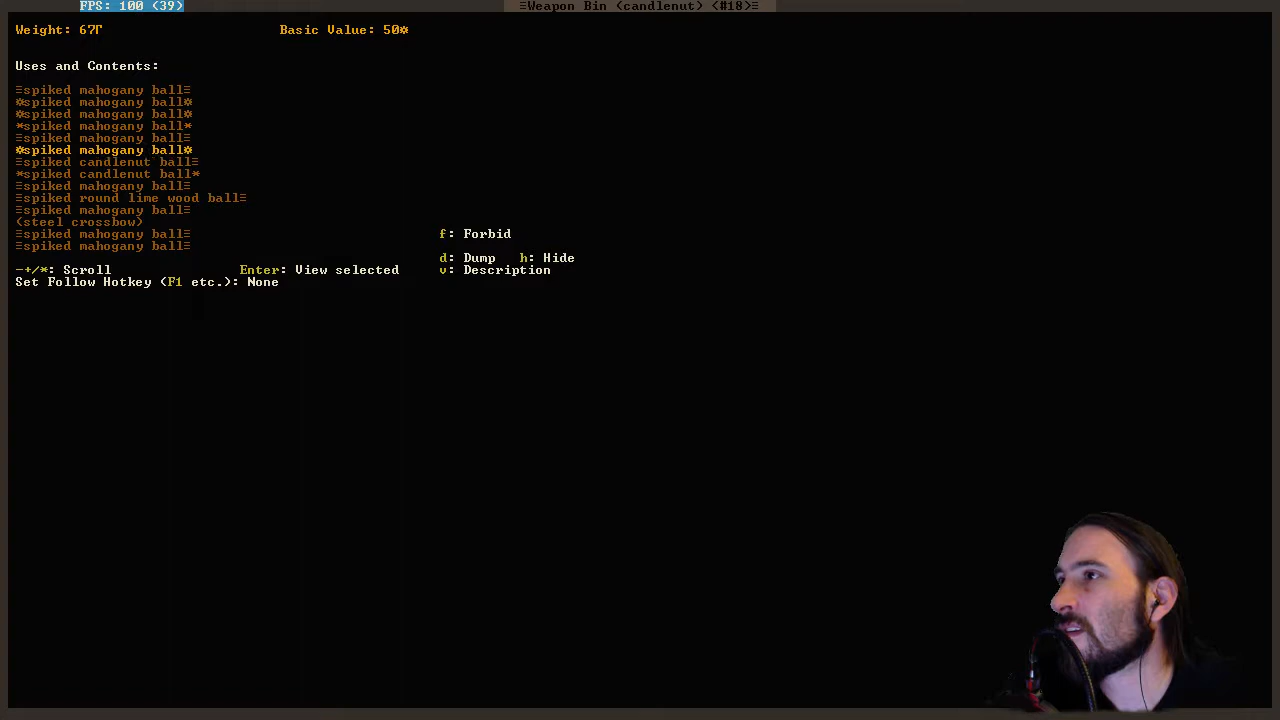 FPS: 100 (39)
≡Weapon Bin (candlenut) <#18>≡
Weight: 67Γ Basic Value: 50☼
Uses and Contents:
≡spiked mahogany ball≡
☼spiked mahogany ball☼
☼spiked mahogany ball☼
*spiked mahogany ball*
≡spiked mahogany ball≡
☼spiked mahogany ball☼
≡spiked candlenut ball≡
*spiked candlenut ball*
≡spiked mahogany ball≡
≡spiked round lime wood ball≡
≡spiked mahogany ball≡
(steel crossbow)
≡spiked mahogany ball≡ f: Forbid
≡spiked mahogany ball≡
d: Dump h: Hide
-+/*: Scroll Enter: View selected v: Description
Set Follow Hotkey (F1 etc.): None